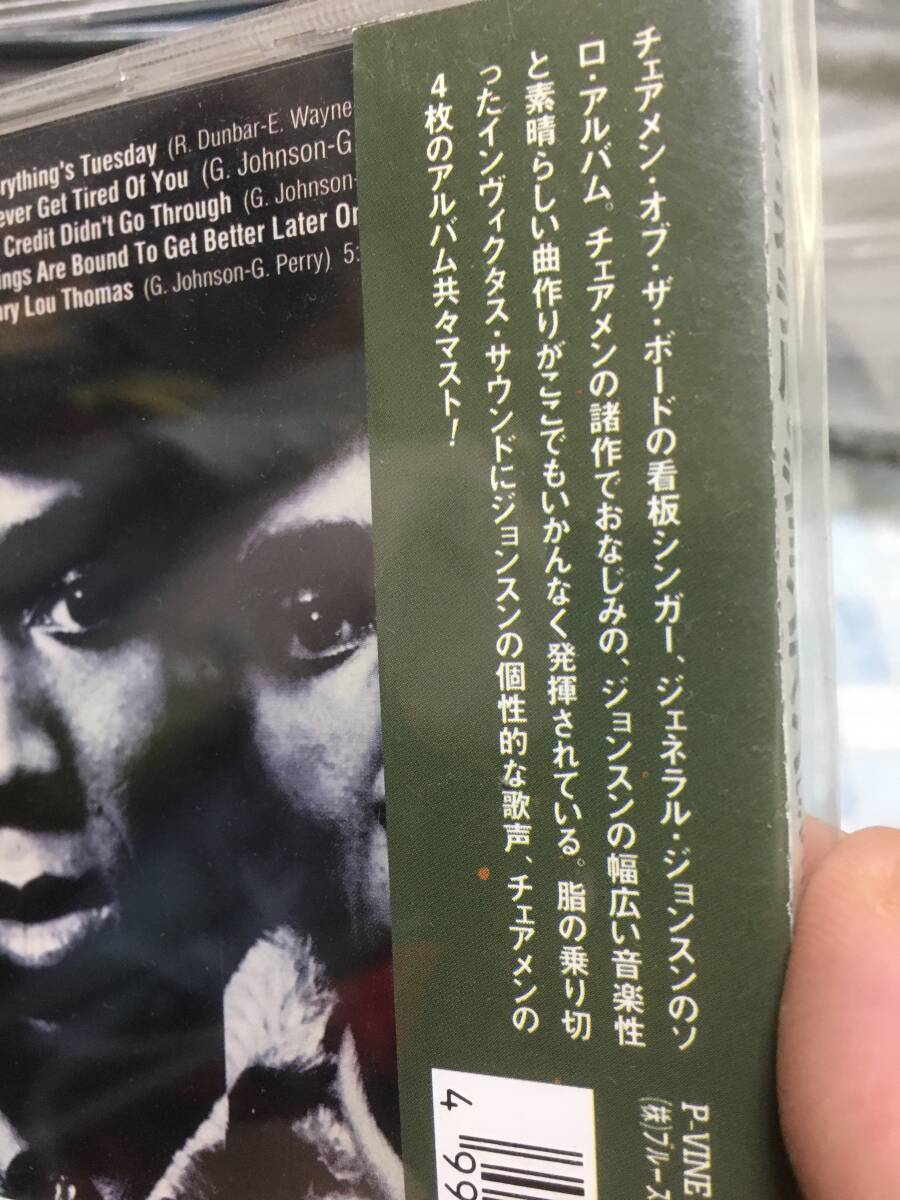 rything's Tuesday (R. Dunbar-E. Wayne
ever Get Tired Of You (G. Johnson-G
Credit Didn't Go Through (G. Johnson-
ings Are Bound To Get Better Later On
ary Lou Thomas (G. Johnson-G. Perry) 5:
チェアメン・オブ・ザ・ボードの看板シンガー、ジェネラル・ジョンスンのソ
ロ・アルバム。チェアメンの諸作でおなじみの、ジョンスンの幅広い音楽性
と素晴らしい曲作りがここでもいかんなく発揮されている。脂の乗り切
ったインヴィクタス・サウンドにジョンスンの個性的な歌声、チェアメンの
4枚のアルバム共々マスト!
P-VINE
(株)ブルース
4 99